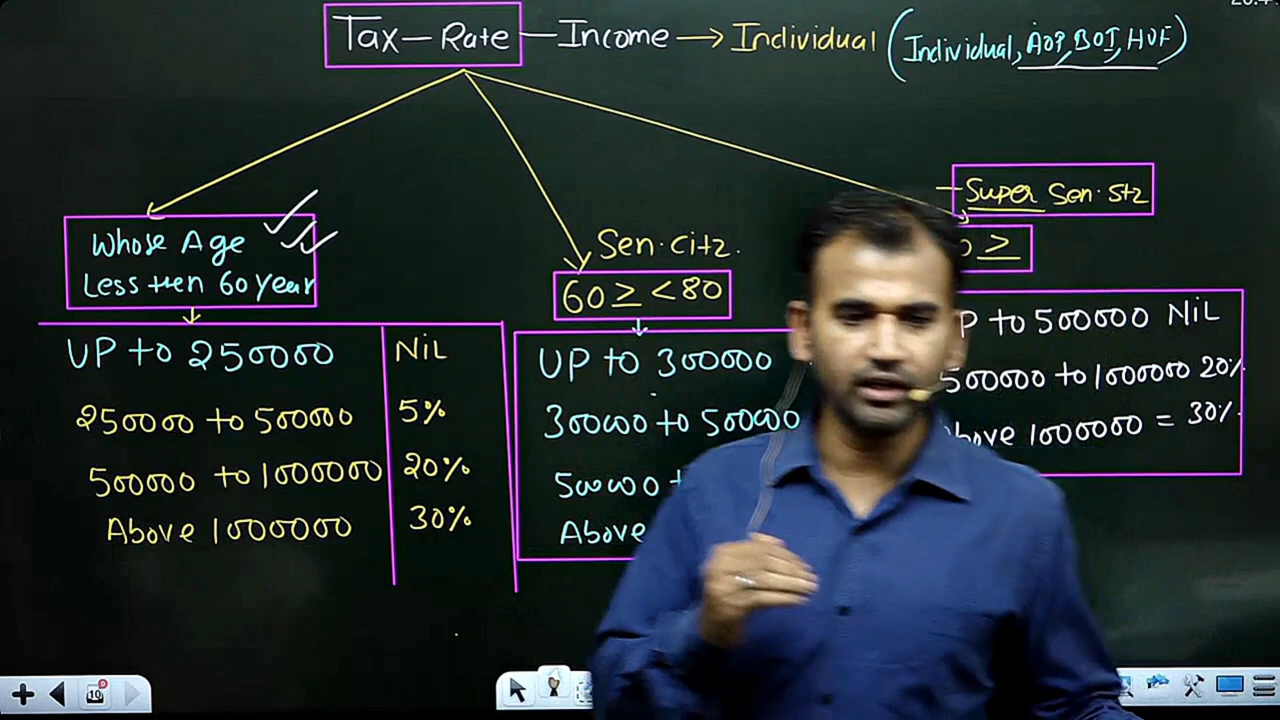 Tax - Rate - Income → Individual (Individual, AOP, BOI, HUF)
Whose Age
Less then 60 year
UP to 250000 NiL
250000 to 500000 5%
500000 to 1000000 20%
Above 1000000 30%
Sen. Citz.
60 ≥ < 80
UP to 300000
300000 to 500000
500000
Above
Super Sen. Stz
≥
P to 500000 NiL
500000 to 1000000 20%
bove 1000000 = 30%
10